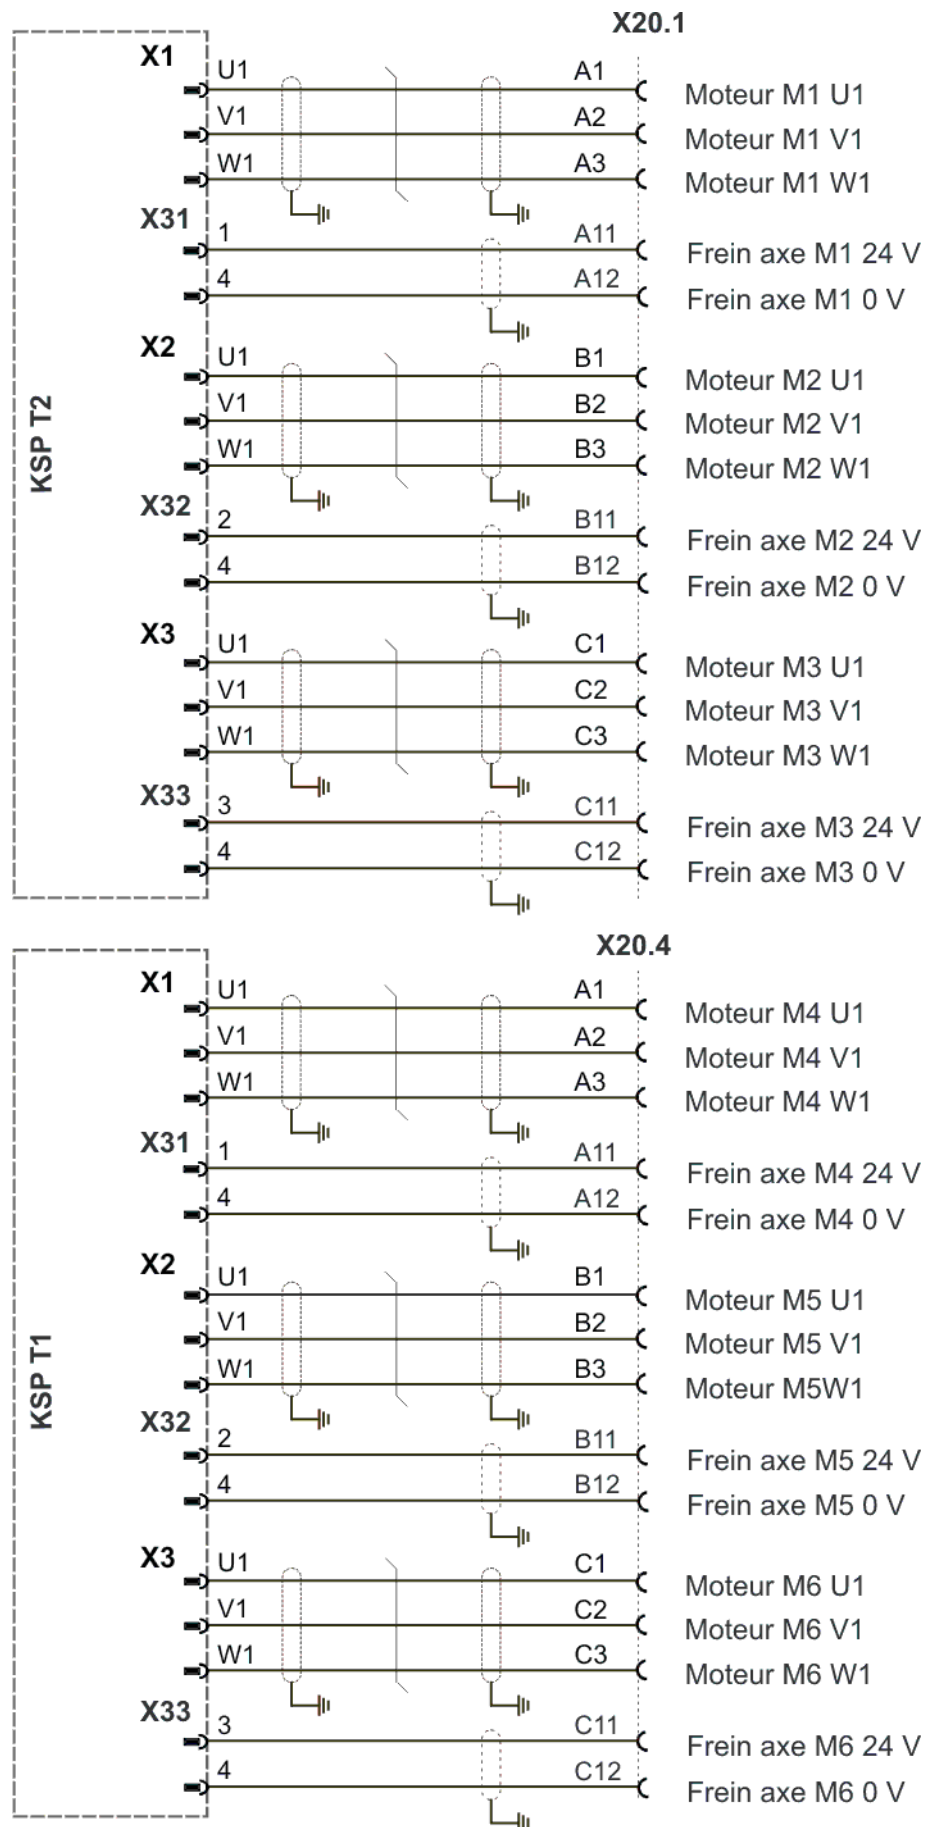 X20.1
KSP T2
X1
U1 A1 Moteur M1 U1
V1 A2 Moteur M1 V1
W1 A3 Moteur M1 W1
X31
1 A11 Frein axe M1 24 V
4 A12 Frein axe M1 0 V
X2
U1 B1 Moteur M2 U1
V1 B2 Moteur M2 V1
W1 B3 Moteur M2 W1
X32
2 B11 Frein axe M2 24 V
4 B12 Frein axe M2 0 V
X3
U1 C1 Moteur M3 U1
V1 C2 Moteur M3 V1
W1 C3 Moteur M3 W1
X33
3 C11 Frein axe M3 24 V
4 C12 Frein axe M3 0 V
X20.4
KSP T1
X1
U1 A1 Moteur M4 U1
V1 A2 Moteur M4 V1
W1 A3 Moteur M4 W1
X31
1 A11 Frein axe M4 24 V
4 A12 Frein axe M4 0 V
X2
U1 B1 Moteur M5 U1
V1 B2 Moteur M5 V1
W1 B3 Moteur M5W1
X32
2 B11 Frein axe M5 24 V
4 B12 Frein axe M5 0 V
X3
U1 C1 Moteur M6 U1
V1 C2 Moteur M6 V1
W1 C3 Moteur M6 W1
X33
3 C11 Frein axe M6 24 V
4 C12 Frein axe M6 0 V